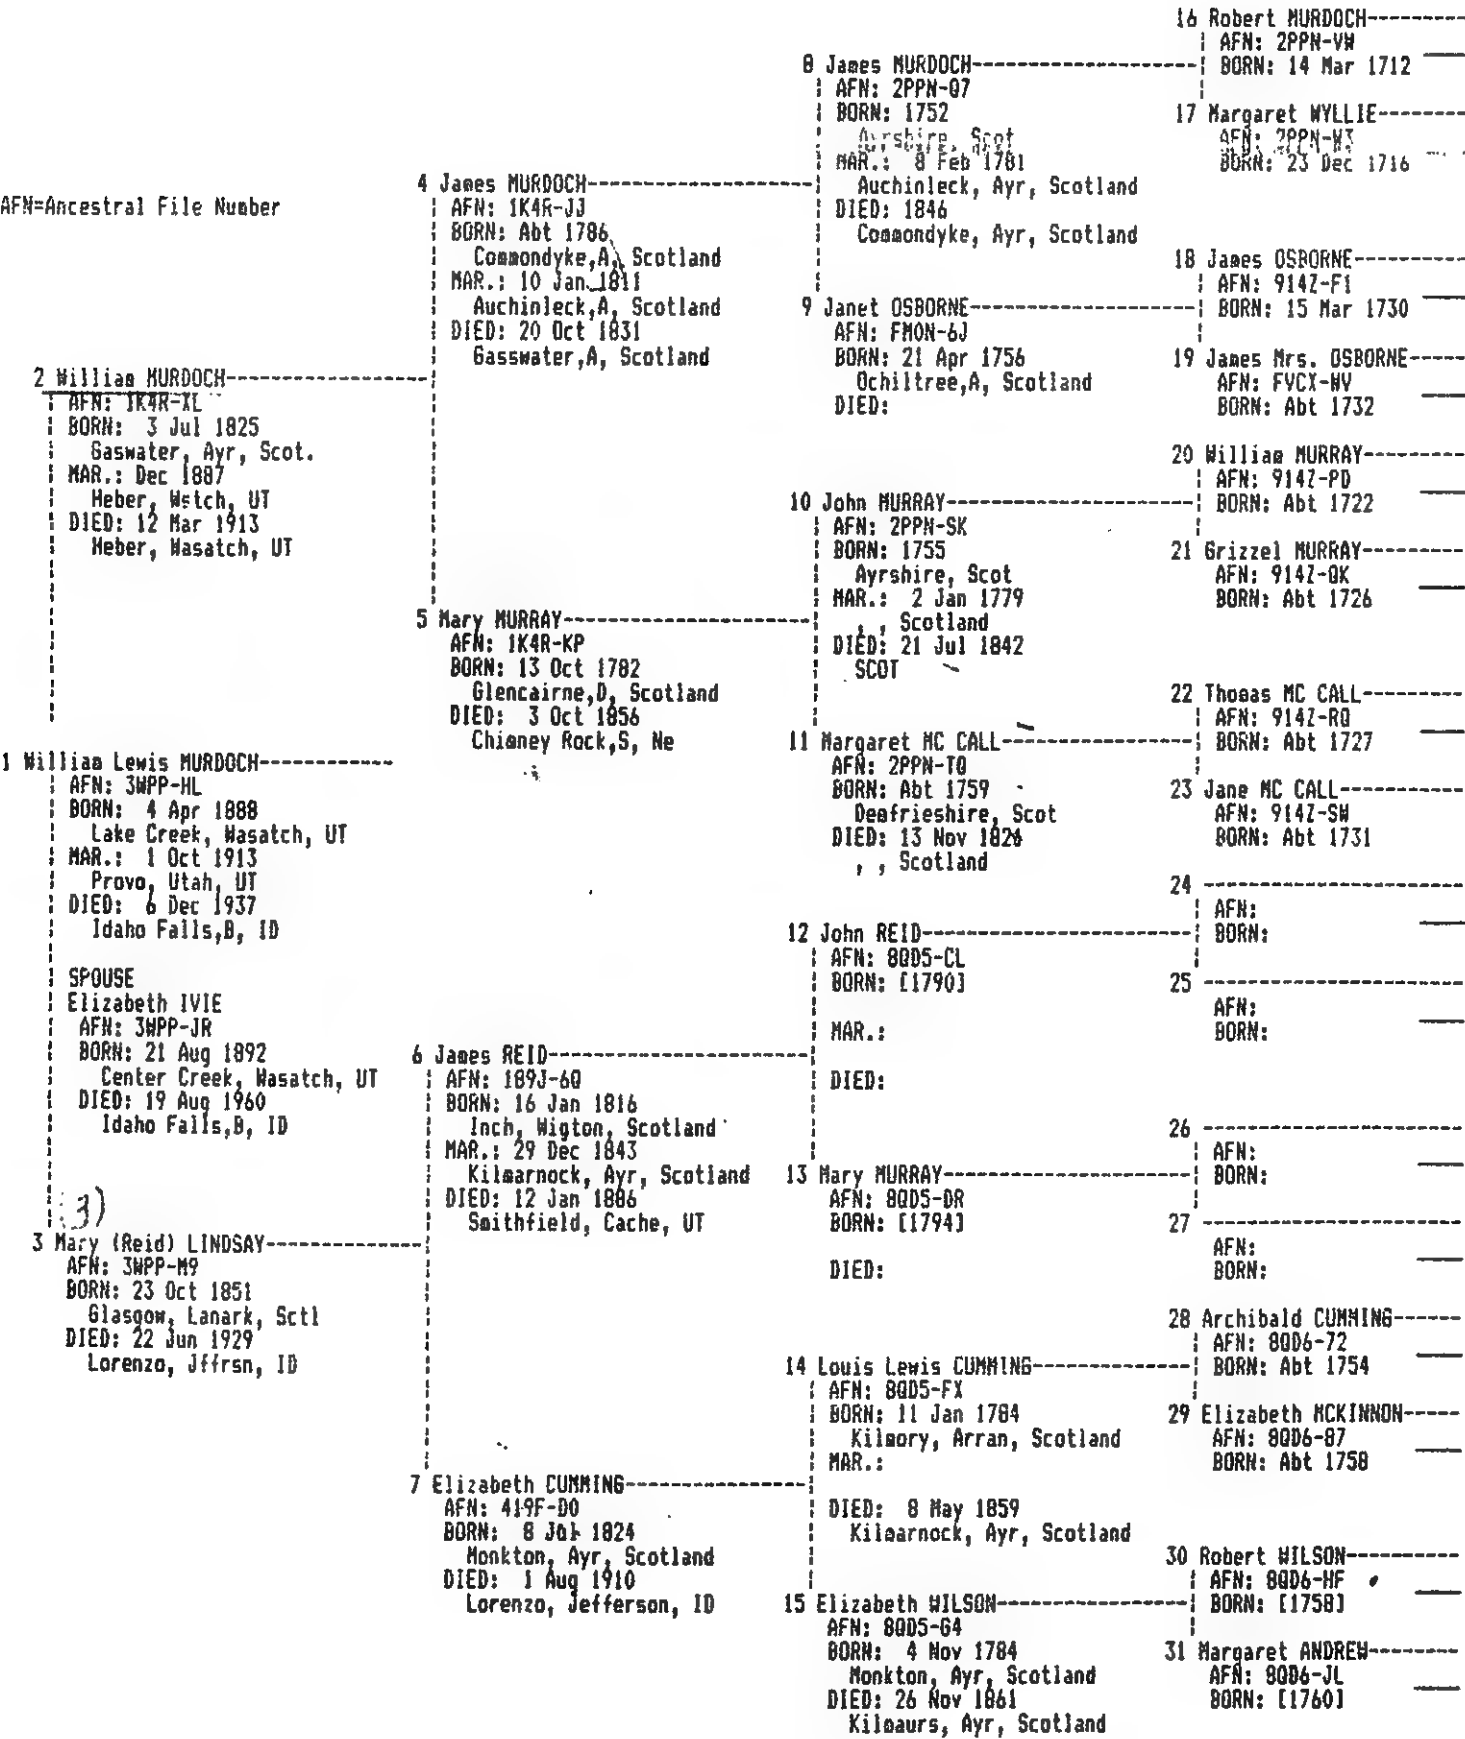 AFN=Ancestral File Number
2 William MURDOCH
AFN: 1K4R-XL
BORN: 3 Jul 1825
Gaswater, Ayr, Scot.
MAR.: Dec 1887
Heber, Wstch, UT
DIED: 12 Mar 1913
Heber, Wasatch, UT
1 William Lewis MURDOCH
AFN: 3WPP-HL
BORN: 4 Apr 1888
Lake Creek, Wasatch, UT
MAR.: 1 Oct 1913
Provo, Utah, UT
DIED: 6 Dec 1937
Idaho Falls,B, ID
SPOUSE
Elizabeth IVIE
AFN: 3WPP-JR
BORN: 21 Aug 1892
Center Creek, Wasatch, UT
DIED: 19 Aug 1960
Idaho Falls,B, ID
(3)
3 Mary (Reid) LINDSAY
AFN: 3WPP-M9
BORN: 23 Oct 1851
Glasgow, Lanark, Sctl
DIED: 22 Jun 1929
Lorenzo, Jffrsn, ID
4 James MURDOCH
AFN: 1K4R-JJ
BORN: Abt 1786
Commondyke,A, Scotland
MAR.: 10 Jan 1811
Auchinleck,A, Scotland
DIED: 20 Oct 1831
Gasswater,A, Scotland
5 Mary MURRAY
AFN: 1K4R-KP
BORN: 13 Oct 1782
Glencairne,D, Scotland
DIED: 3 Oct 1856
Chimney Rock,S, Ne
6 James REID
AFN: 189J-6Q
BORN: 16 Jan 1816
Inch, Wigton, Scotland
MAR.: 29 Dec 1843
Kilmarnock, Ayr, Scotland
DIED: 12 Jan 1886
Smithfield, Cache, UT
7 Elizabeth CUMMING
AFN: 419F-D0
BORN: 8 1824
Monkton, Ayr, Scotland
DIED: 1 Aug 1910
Lorenzo, Jefferson, ID
8 James MURDOCH
AFN: 2PPN-Q7
BORN: 1752
Ayrshire, Scot
MAR.: 8 Feb 1781
Auchinleck, Ayr, Scotland
DIED: 1846
Commondyke, Ayr, Scotland
9 Janet OSBORNE
AFN: FM0N-6J
BORN: 21 Apr 1756
Ochiltree,A, Scotland
DIED:
10 John MURRAY
AFN: 2PPN-SK
BORN: 1755
Ayrshire, Scot
MAR.: 2 Jan 1779
, , Scotland
DIED: 21 Jul 1842
SCOT
11 Margaret MC CALL
AFN: 2PPN-TQ
BORN: Abt 1759
Demfrieshire, Scot
DIED: 13 Nov
, , Scotland
12 John REID
AFN: 8QD5-CL
BORN: [1790]
MAR.:
DIED:
13 Mary MURRAY
AFN: 8QD5-DR
BORN: [1794]
DIED:
14 Louis Lewis CUMMING
AFN: 8QD5-FX
BORN: 11 Jan 1784
Kilmory, Arran, Scotland
MAR.:
DIED: 8 May 1859
Kilmarnock, Ayr, Scotland
15 Elizabeth WILSON
AFN: 8QD5-G4
BORN: 4 Nov 1784
Monkton, Ayr, Scotland
DIED: 26 Nov 1861
Kilmaurs, Ayr, Scotland
16 Robert MURDOCH
AFN: 2PPN-VW
BORN: 14 Mar 1712
17 Margaret WYLLIE
AFN: 2PPN-W3
BORN: 23 Dec 1716
18 James OSBORNE
AFN: 914Z-F1
BORN: 15 Mar 1730
19 James Mrs. OSBORNE
AFN: FVCX-WV
BORN: Abt 1732
20 William MURRAY
AFN: 914Z-PD
BORN: Abt 1722
21 Grizzel MURRAY
AFN: 914Z-QK
BORN: Abt 1726
22 Thomas MC CALL
AFN: 914Z-RQ
BORN: Abt 1727
23 Jane MC CALL
AFN: 914Z-SW
BORN: Abt 1731
24
AFN:
BORN:
25
AFN:
BORN:
26
AFN:
BORN:
27
AFN:
BORN:
28 Archibald CUMMING
AFN: 8QD6-72
BORN: Abt 1754
29 Elizabeth MCKINNON
AFN: 8QD6-87
BORN: Abt 1758
30 Robert WILSON
AFN: 8QD6-HF
BORN: [1758]
31 Margaret ANDREW
AFN: 8QD6-JL
BORN: [1760]